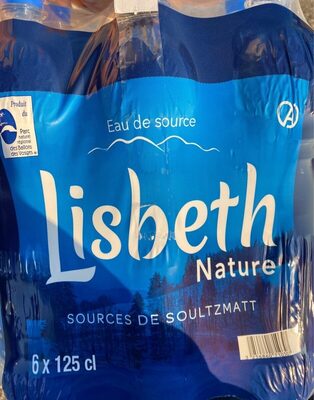 Produit
du
Parc
naturel
régional
des Ballons
des Vosges
Eau de source
Lisbeth
Nature
SOURCES DE SOULTZMATT
6 x 125 cl